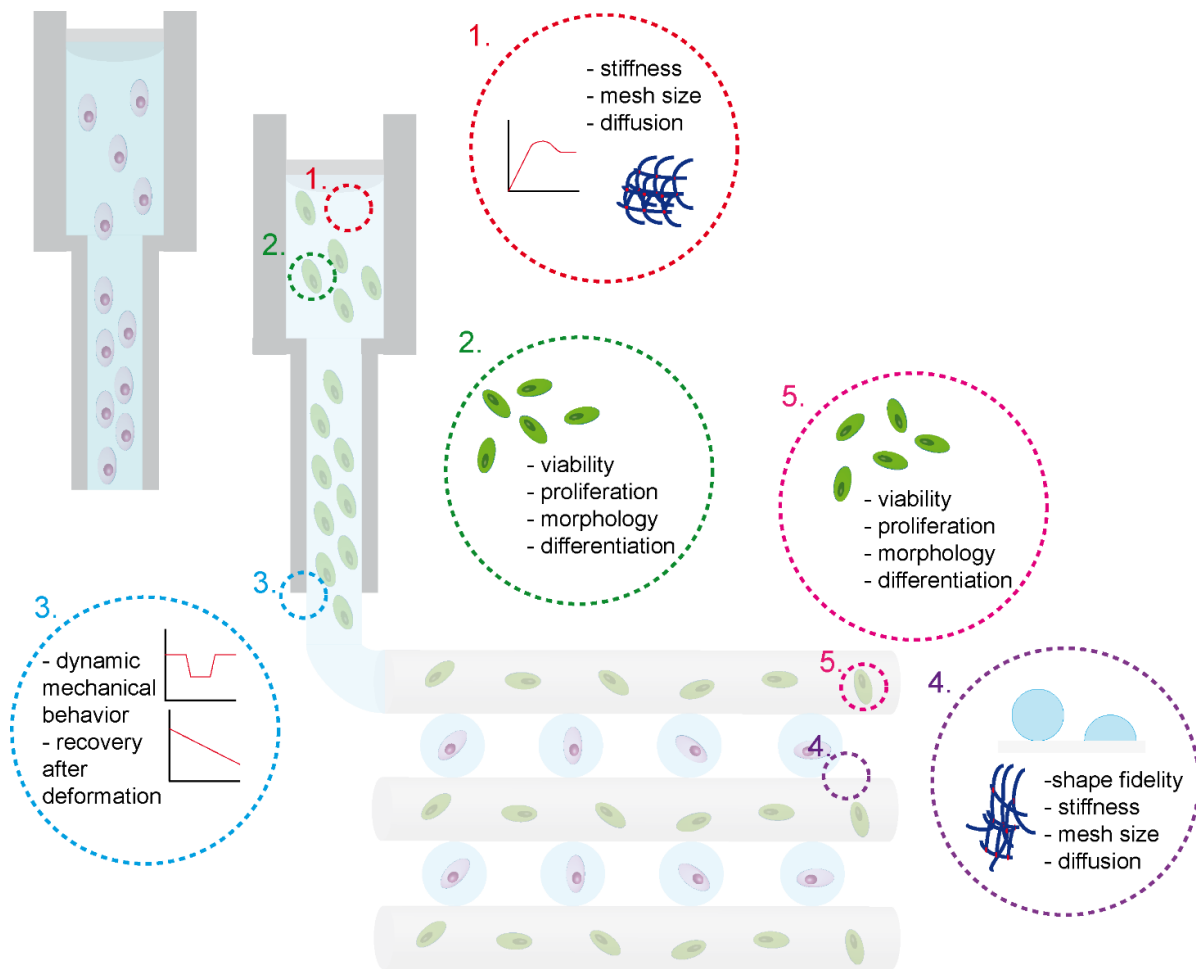 1.
- stiffness
- mesh size
- diffusion
1.
2.
2.
- viability
- proliferation
- morphology
- differentiation
5.
- viability
- proliferation
- morphology
- differentiation
3.
3.
- dynamic
mechanical
behavior
- recovery
after
deformation
5.
4.
4.
-shape fidelity
- stiffness
- mesh size
- diffusion